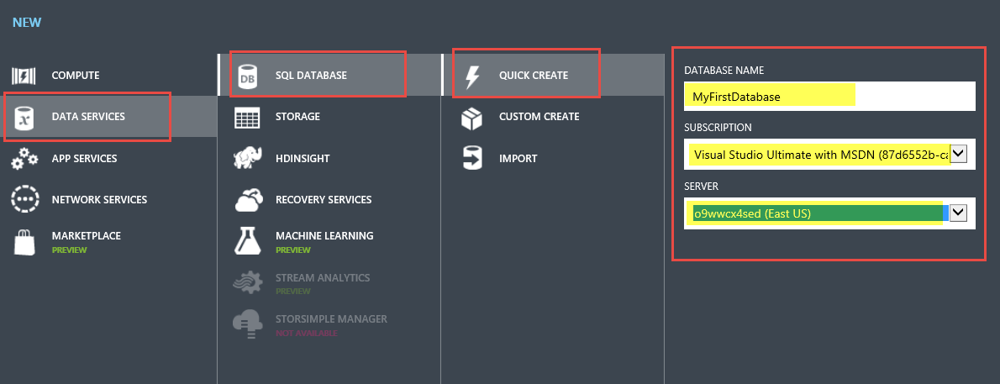 NEW
COMPUTE
DATA SERVICES
APP SERVICES
NETWORK SERVICES
MARKETPLACE
PREVIEW
DB
SQL DATABASE
STORAGE
HDINSIGHT
RECOVERY SERVICES
MACHINE LEARNING
PREVIEW
STREAM ANALYTICS
PREVIEW
STORSIMPLE MANAGER
NOT AVAILABLE
QUICK CREATE
CUSTOM CREATE
IMPORT
DATABASE NAME
MyFirstDatabase
SUBSCRIPTION
Visual Studio Ultimate with MSDN (87d6552b-ca
SERVER
o9wwcx4sed (East US)